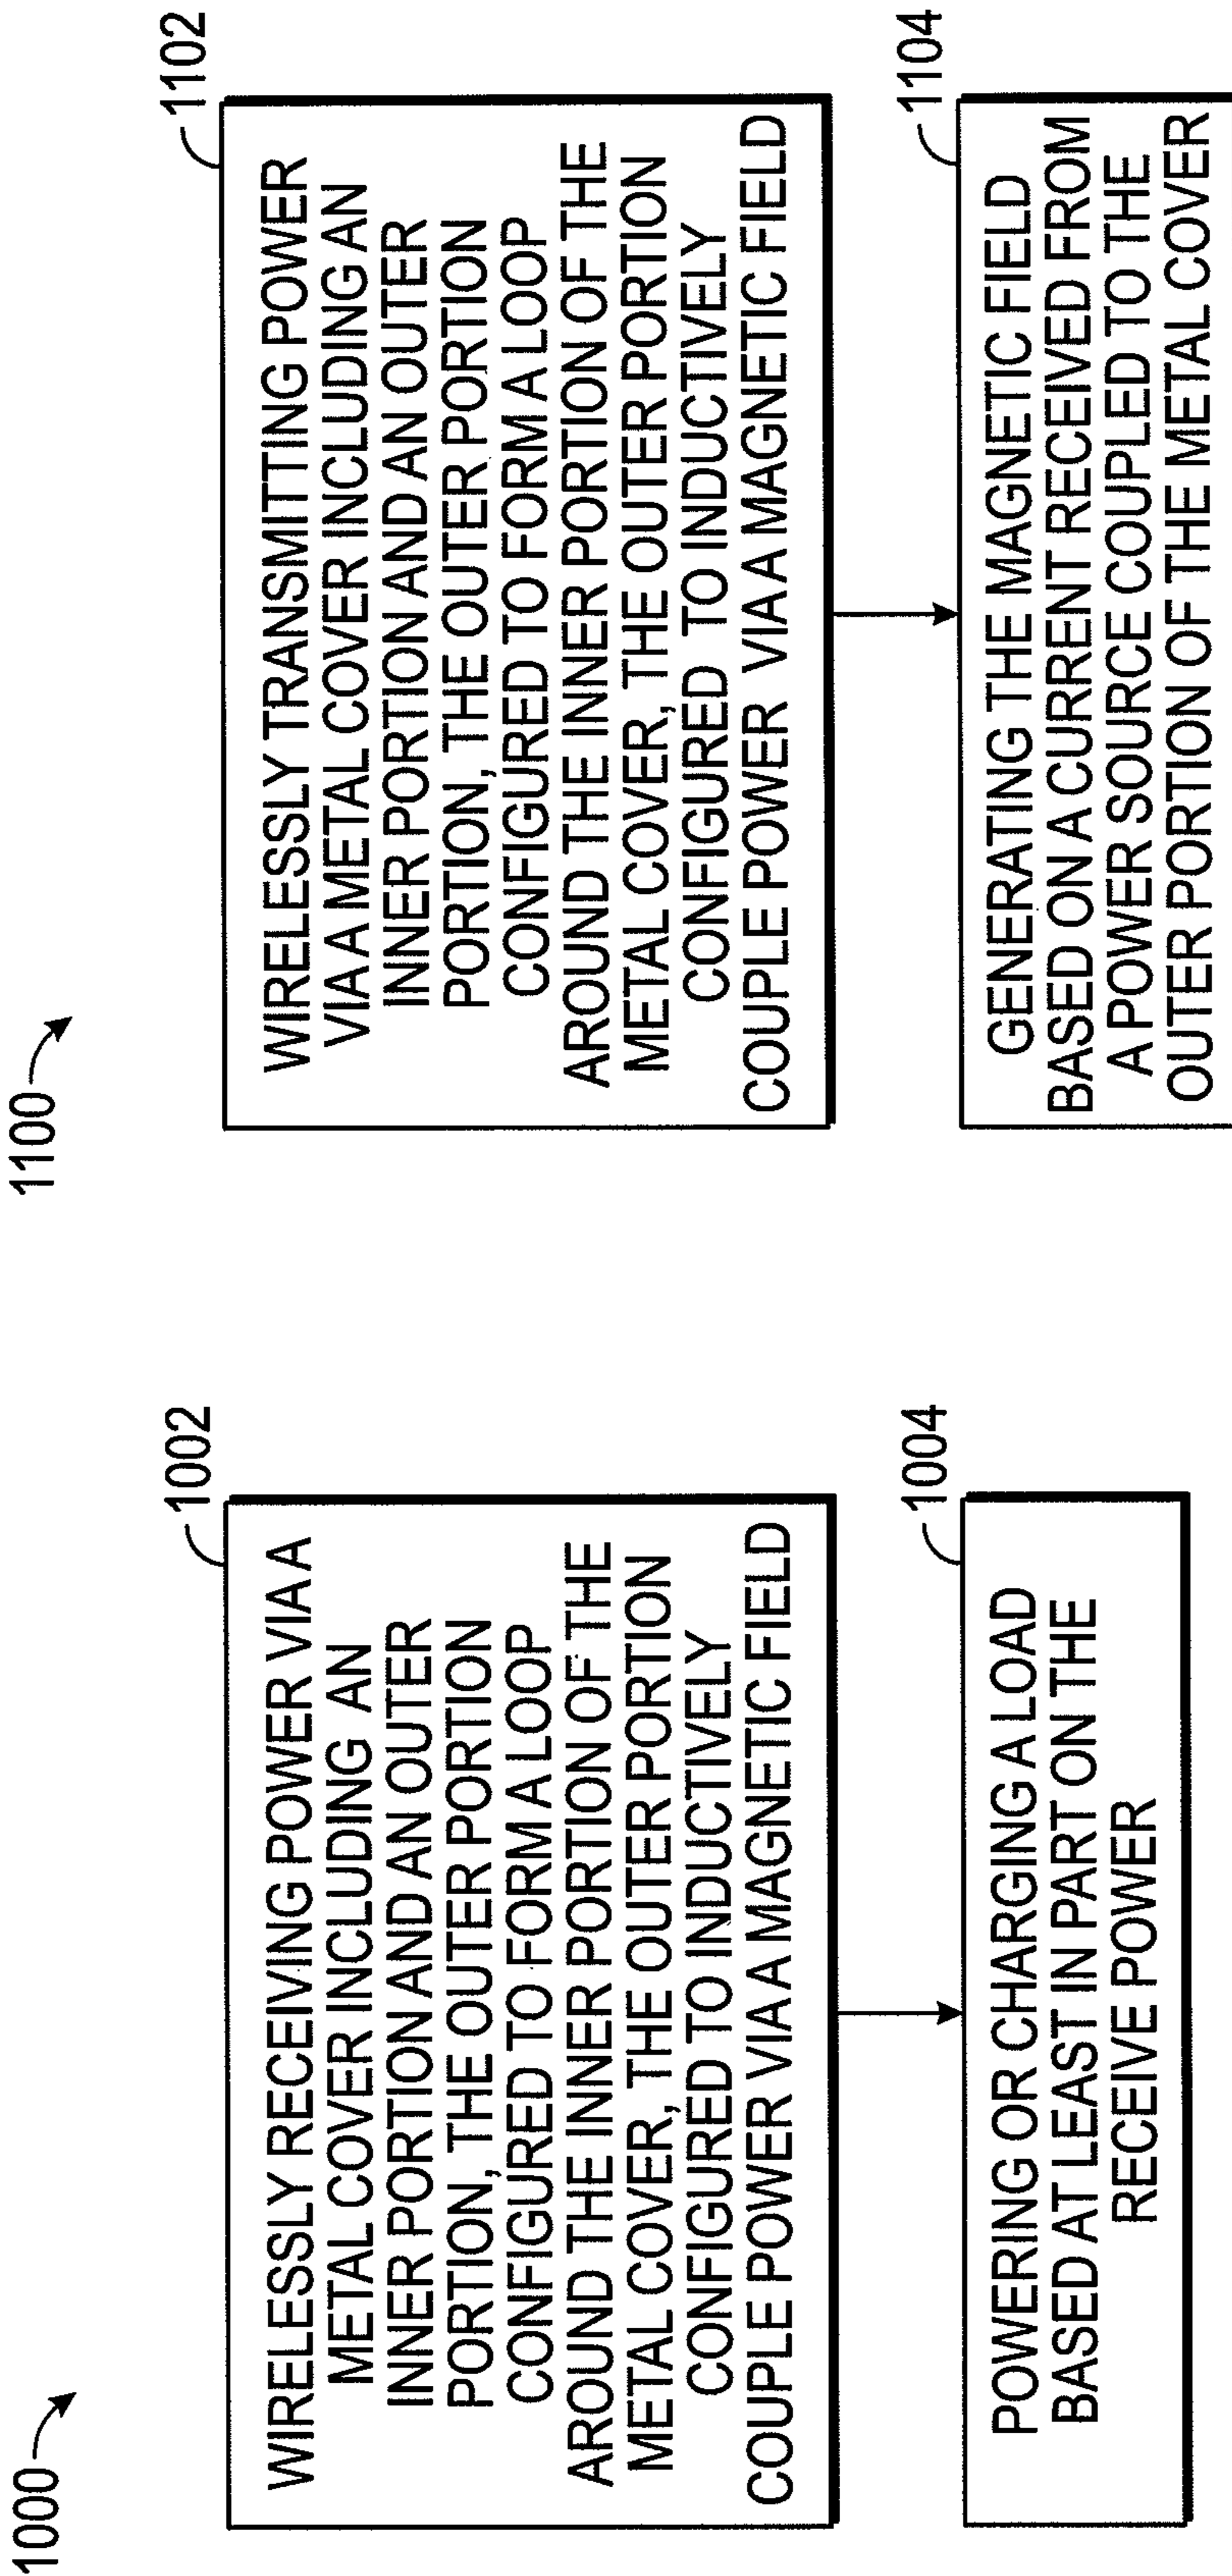 1000
1002
WIRELESSLY RECEIVING POWER VIA A
METAL COVER INCLUDING AN
INNER PORTION AND AN OUTER
PORTION, THE OUTER PORTION
CONFIGURED TO FORM A LOOP
AROUND THE INNER PORTION OF THE
METAL COVER, THE OUTER PORTION
CONFIGURED TO INDUCTIVELY
COUPLE POWER VIA A MAGNETIC FIELD
1004
POWERING OR CHARGING A LOAD
BASED AT LEAST IN PART ON THE
RECEIVE POWER
1100
1102
WIRELESSLY TRANSMITTING POWER
VIA A METAL COVER INCLUDING AN
INNER PORTION AND AN OUTER
PORTION, THE OUTER PORTION
CONFIGURED TO FORM A LOOP
AROUND THE INNER PORTION OF THE
METAL COVER, THE OUTER PORTION
CONFIGURED TO INDUCTIVELY
COUPLE POWER VIA A MAGNETIC FIELD
1104
GENERATING THE MAGNETIC FIELD
BASED ON A CURRENT RECEIVED FROM
A POWER SOURCE COUPLED TO THE
OUTER PORTION OF THE METAL COVER